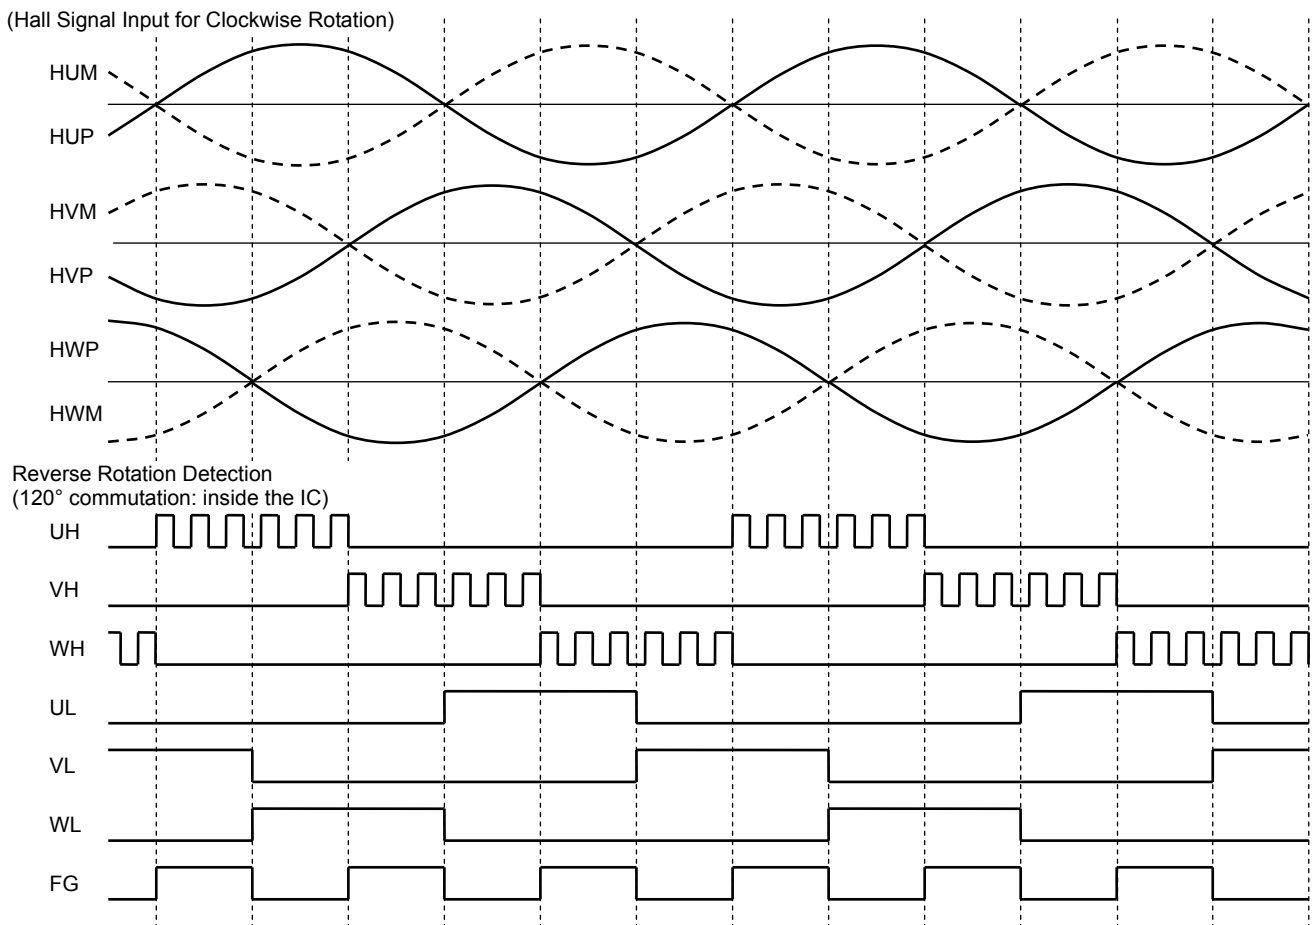 (Hall Signal Input for Clockwise Rotation)
HUM
HUP
HVM
HVP
HWP
HWM
Reverse Rotation Detection
(120° commutation: inside the IC)
UH
VH
WH
UL
VL
WL
FG